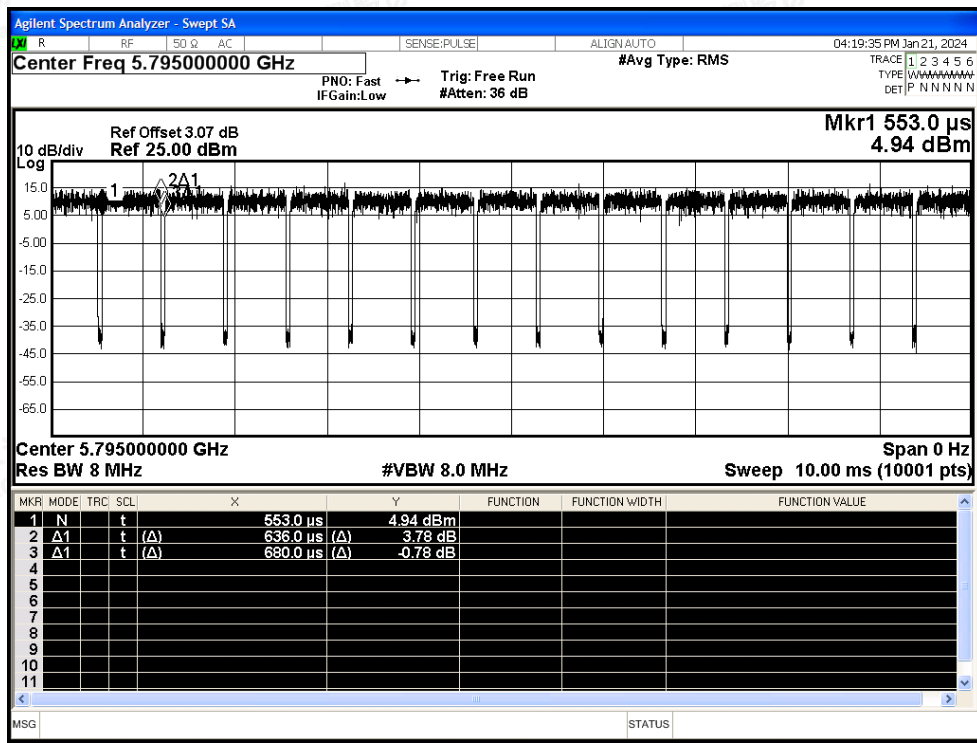 Agilent Spectrum Analyzer - Swept SA
LXI R RF 50 Ω AC SENSE:PULSE ALIGN AUTO 04:19:35 PM Jan 21, 2024
Center Freq 5.795000000 GHz #Avg Type: RMS TRACE 1 2 3 4 5 6
PNO: Fast Trig: Free Run TYPE WWWWWW
IFGain:Low #Atten: 36 dB DET P N N N N N
Mkr1 553.0 µs
Ref Offset 3.07 dB
10 dB/div Ref 25.00 dBm 4.94 dBm
Log
15.0
5.00
-5.00
-15.0
-25.0
-35.0
-45.0
-55.0
-65.0
1
2Δ1
Center 5.795000000 GHz Span 0 Hz
Res BW 8 MHz #VBW 8.0 MHz Sweep 10.00 ms (10001 pts)
MKR MODE TRC SCL X Y FUNCTION FUNCTION WIDTH FUNCTION VALUE
1 N t 553.0 µs 4.94 dBm
2 Δ1 t (Δ) 636.0 µs (Δ) 3.78 dB
3 Δ1 t (Δ) 680.0 µs (Δ) -0.78 dB
4
5
6
7
8
9
10
11
MSG STATUS